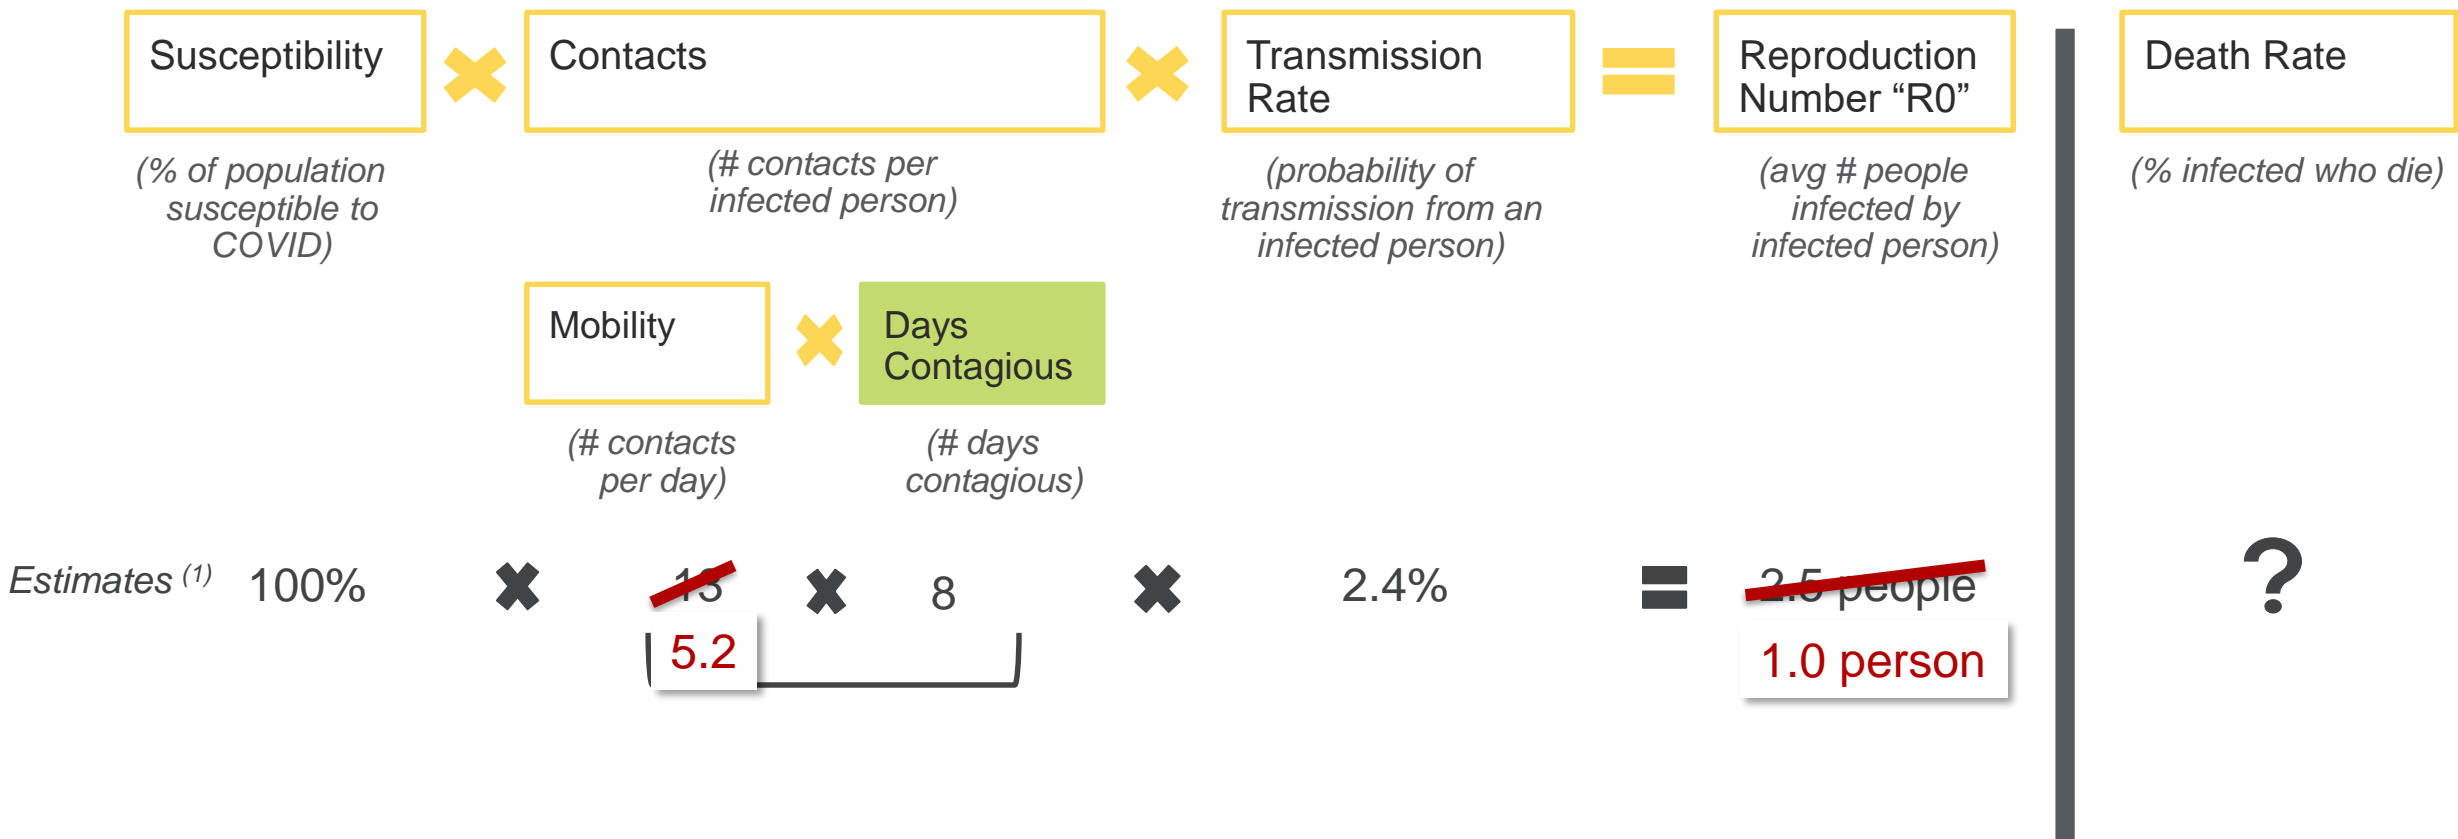 Susceptibility
Contacts
Transmission
Rate
Reproduction
Number “R0”
Death Rate
(% of population
susceptible to
COVID)
(# contacts per
infected person)
(probability of
transmission from an
infected person)
(avg # people
infected by
infected person)
(% infected who die)
Mobility
Days
Contagious
(# contacts
per day)
(# days
contagious)
Estimates (1)
100%
13
8
2.4%
2.5 people
?
5.2
1.0 person